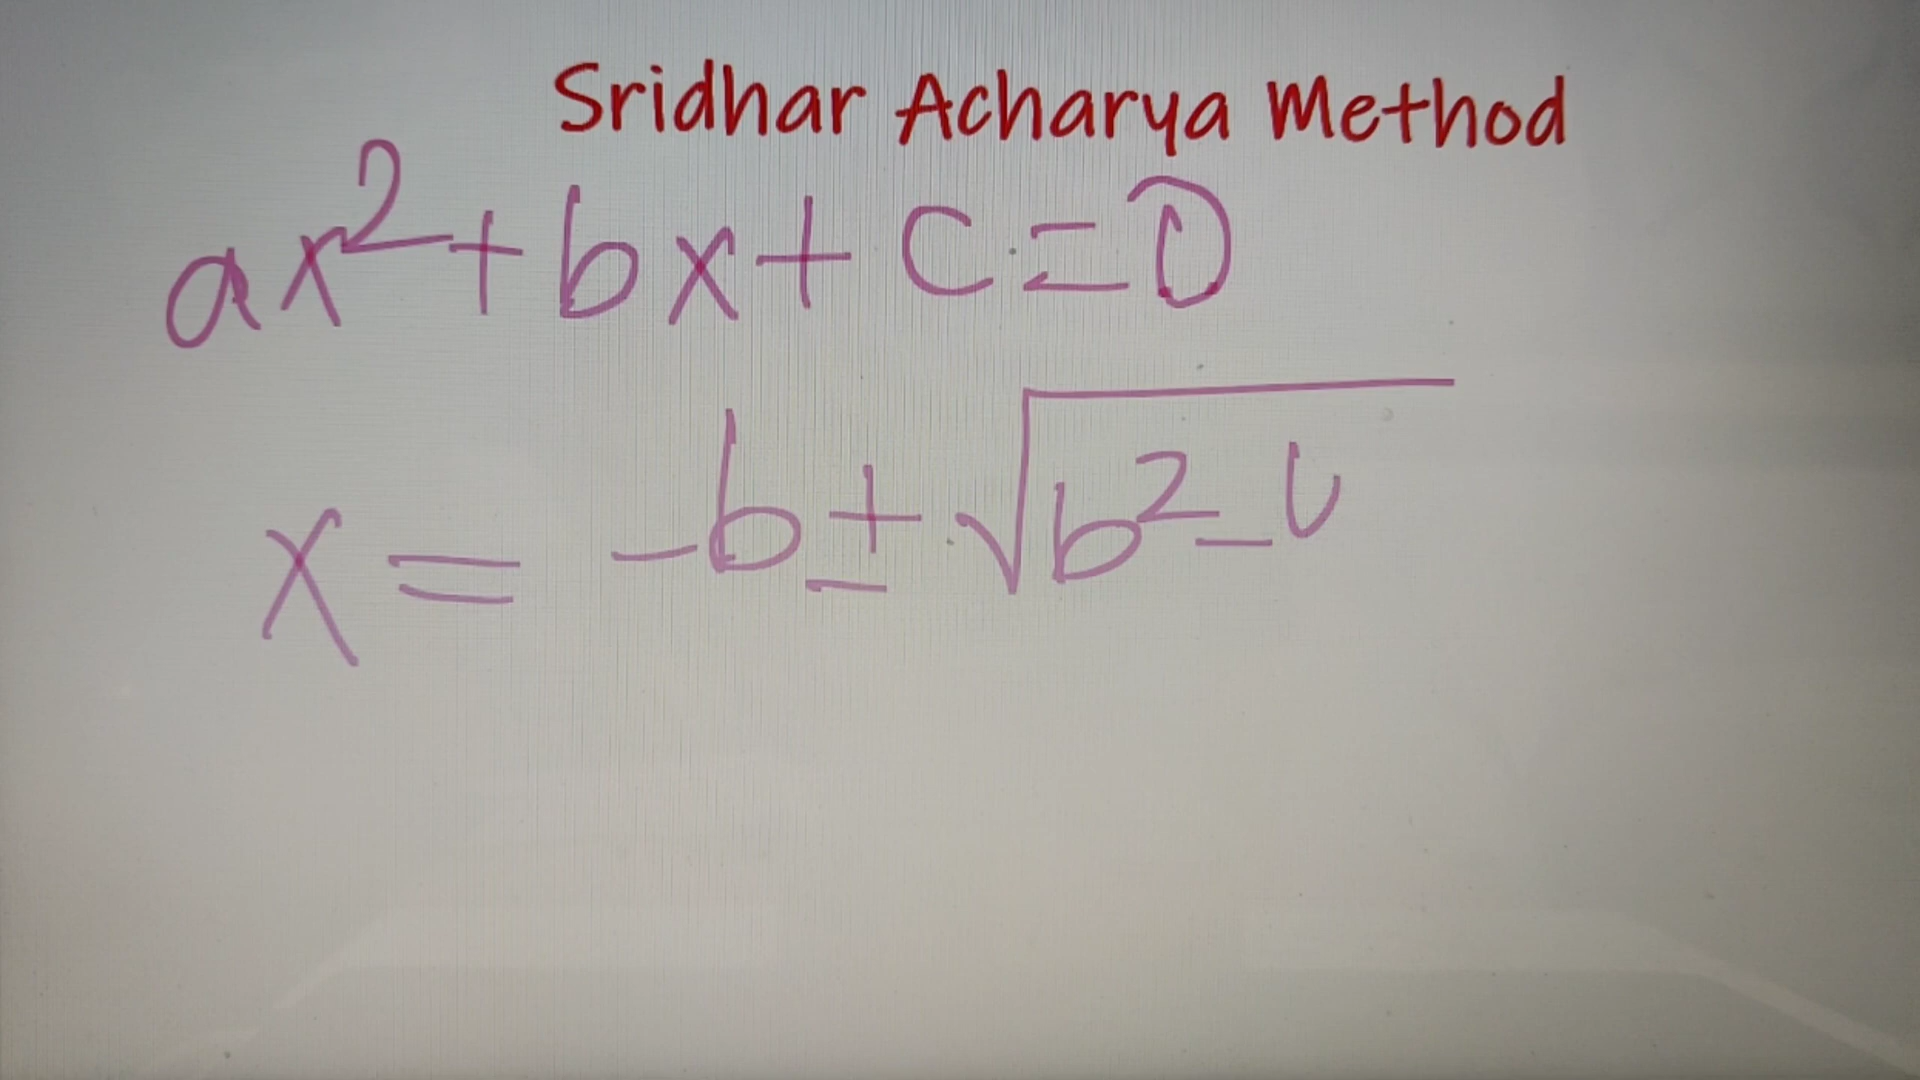 Sridhar Acharya Method
ax²+bx+c=0
x = -b ± √b²-